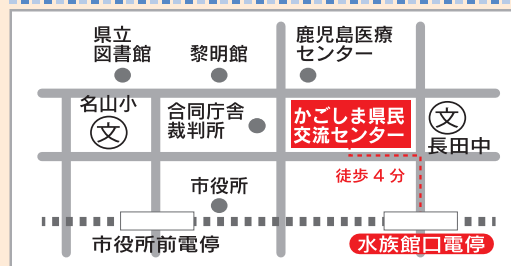 県立
図書館
黎明館
鹿児島医療
センター
名山小
文
合同庁舎
裁判所
かごしま県民
交流センター
文
長田中
徒歩4分
市役所
市役所前電停
水族館口電停